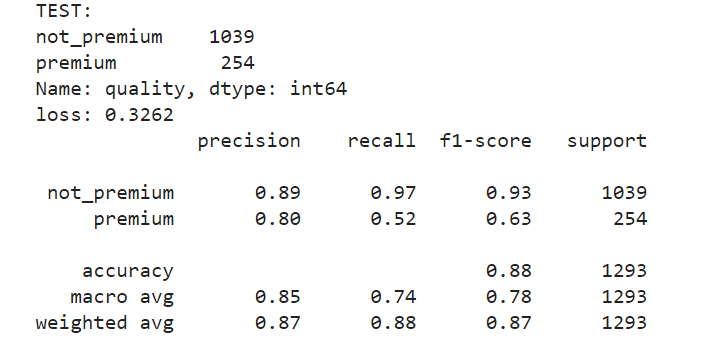 TEST:
not_premium    1039
premium         254
Name: quality, dtype: int64
loss: 0.3262
              precision    recall  f1-score   support

 not_premium       0.89      0.97      0.93      1039
     premium       0.80      0.52      0.63       254

    accuracy                           0.88      1293
   macro avg       0.85      0.74      0.78      1293
weighted avg       0.87      0.88      0.87      1293